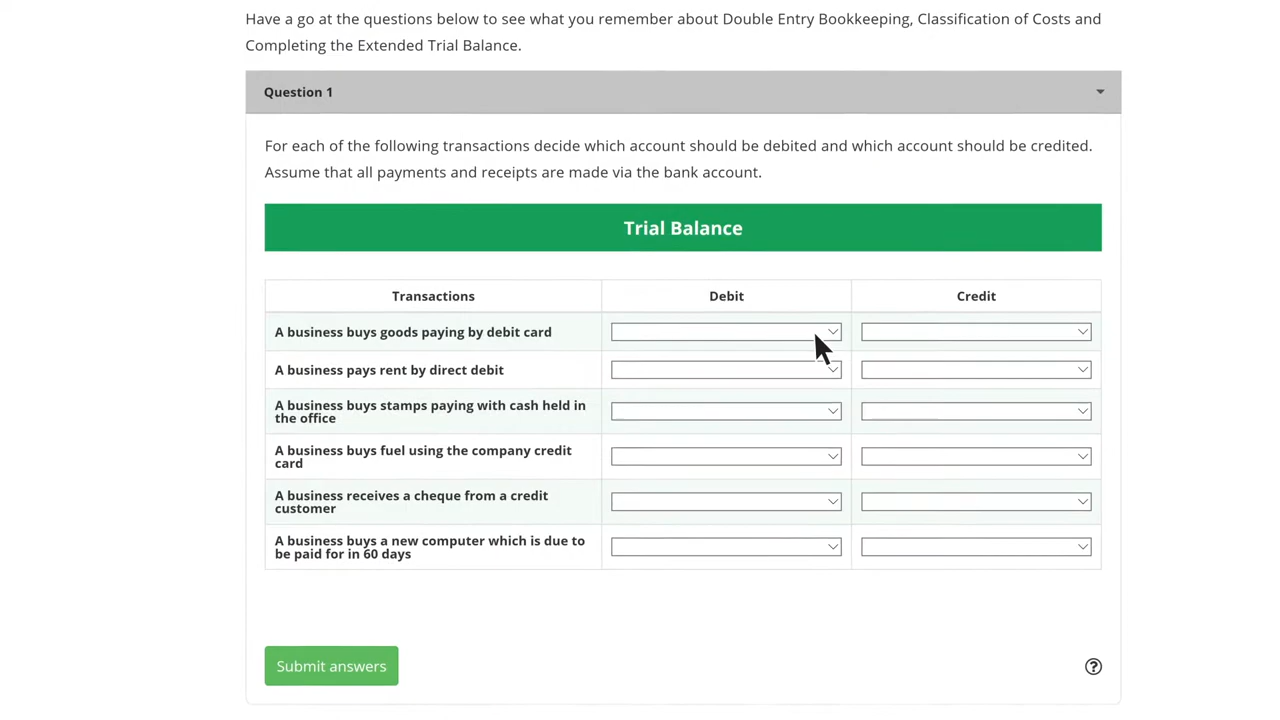 Have a go at the questions below to see what you remember about Double Entry Bookkeeping, Classification of Costs and
Completing the Extended Trial Balance.
Question 1
For each of the following transactions decide which account should be debited and which account should be credited.
Assume that all payments and receipts are made via the bank account.
Trial Balance
Transactions Debit Credit
A business buys goods paying by debit card
A business pays rent by direct debit
A business buys stamps paying with cash held in
the office
A business buys fuel using the company credit
card
A business receives a cheque from a credit
customer
A business buys a new computer which is due to
be paid for in 60 days
Submit answers
?